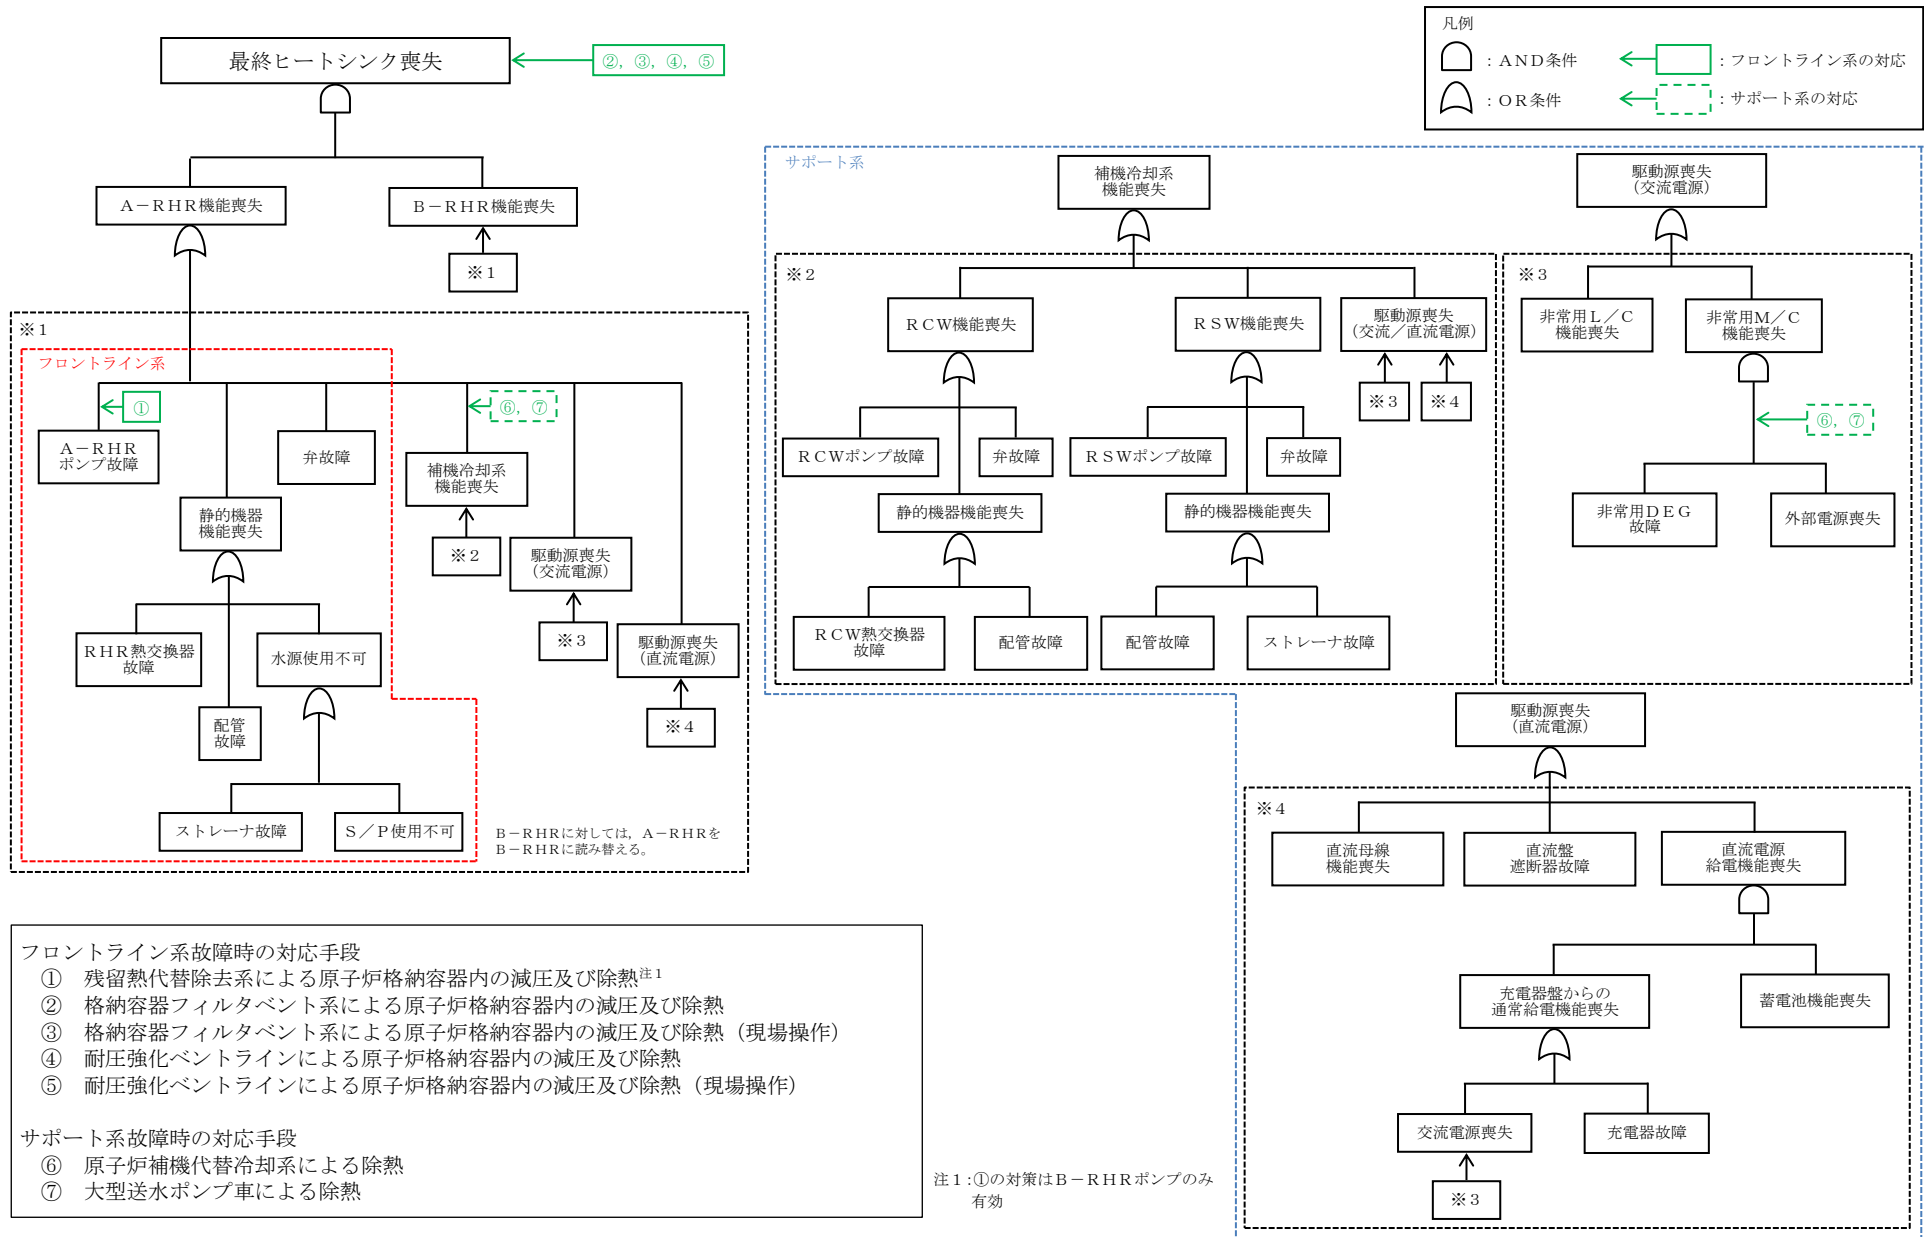 凡例
：ＡＮＤ条件
：フロントライン系の対応
：ＯＲ条件
：サポート系の対応
最終ヒートシンク喪失
②，③，④，⑤
Ａ－ＲＨＲ機能喪失
Ｂ－ＲＨＲ機能喪失
※１
※１
フロントライン系
①
⑥，⑦
Ａ－ＲＨＲ
ポンプ故障
弁故障
静的機器
機能喪失
補機冷却系
機能喪失
※２
駆動源喪失
（交流電源）
※３
駆動源喪失
（直流電源）
※４
ＲＨＲ熱交換器
故障
水源使用不可
配管
故障
ストレーナ故障
Ｓ／Ｐ使用不可
Ｂ－ＲＨＲに対しては，Ａ－ＲＨＲを
Ｂ－ＲＨＲに読み替える。
サポート系
補機冷却系
機能喪失
※２
ＲＣＷ機能喪失
ＲＳＷ機能喪失
駆動源喪失
（交流／直流電源）
※３
※４
ＲＣＷポンプ故障
弁故障
ＲＳＷポンプ故障
弁故障
静的機器機能喪失
静的機器機能喪失
ＲＣＷ熱交換器
故障
配管故障
配管故障
ストレーナ故障
駆動源喪失
（交流電源）
※３
非常用Ｌ／Ｃ
機能喪失
非常用Ｍ／Ｃ
機能喪失
⑥，⑦
非常用ＤＥＧ
故障
外部電源喪失
駆動源喪失
（直流電源）
※４
直流母線
機能喪失
直流盤
遮断器故障
直流電源
給電機能喪失
充電器盤からの
通常給電機能喪失
蓄電池機能喪失
交流電源喪失
充電器故障
※３
フロントライン系故障時の対応手段
①　残留熱代替除去系による原子炉格納容器内の減圧及び除熱注１
②　格納容器フィルタベント系による原子炉格納容器内の減圧及び除熱
③　格納容器フィルタベント系による原子炉格納容器内の減圧及び除熱（現場操作）
④　耐圧強化ベントラインによる原子炉格納容器内の減圧及び除熱
⑤　耐圧強化ベントラインによる原子炉格納容器内の減圧及び除熱（現場操作）
サポート系故障時の対応手段
⑥　原子炉補機代替冷却系による除熱
⑦　大型送水ポンプ車による除熱
注１：①の対策はＢ－ＲＨＲポンプのみ
有効